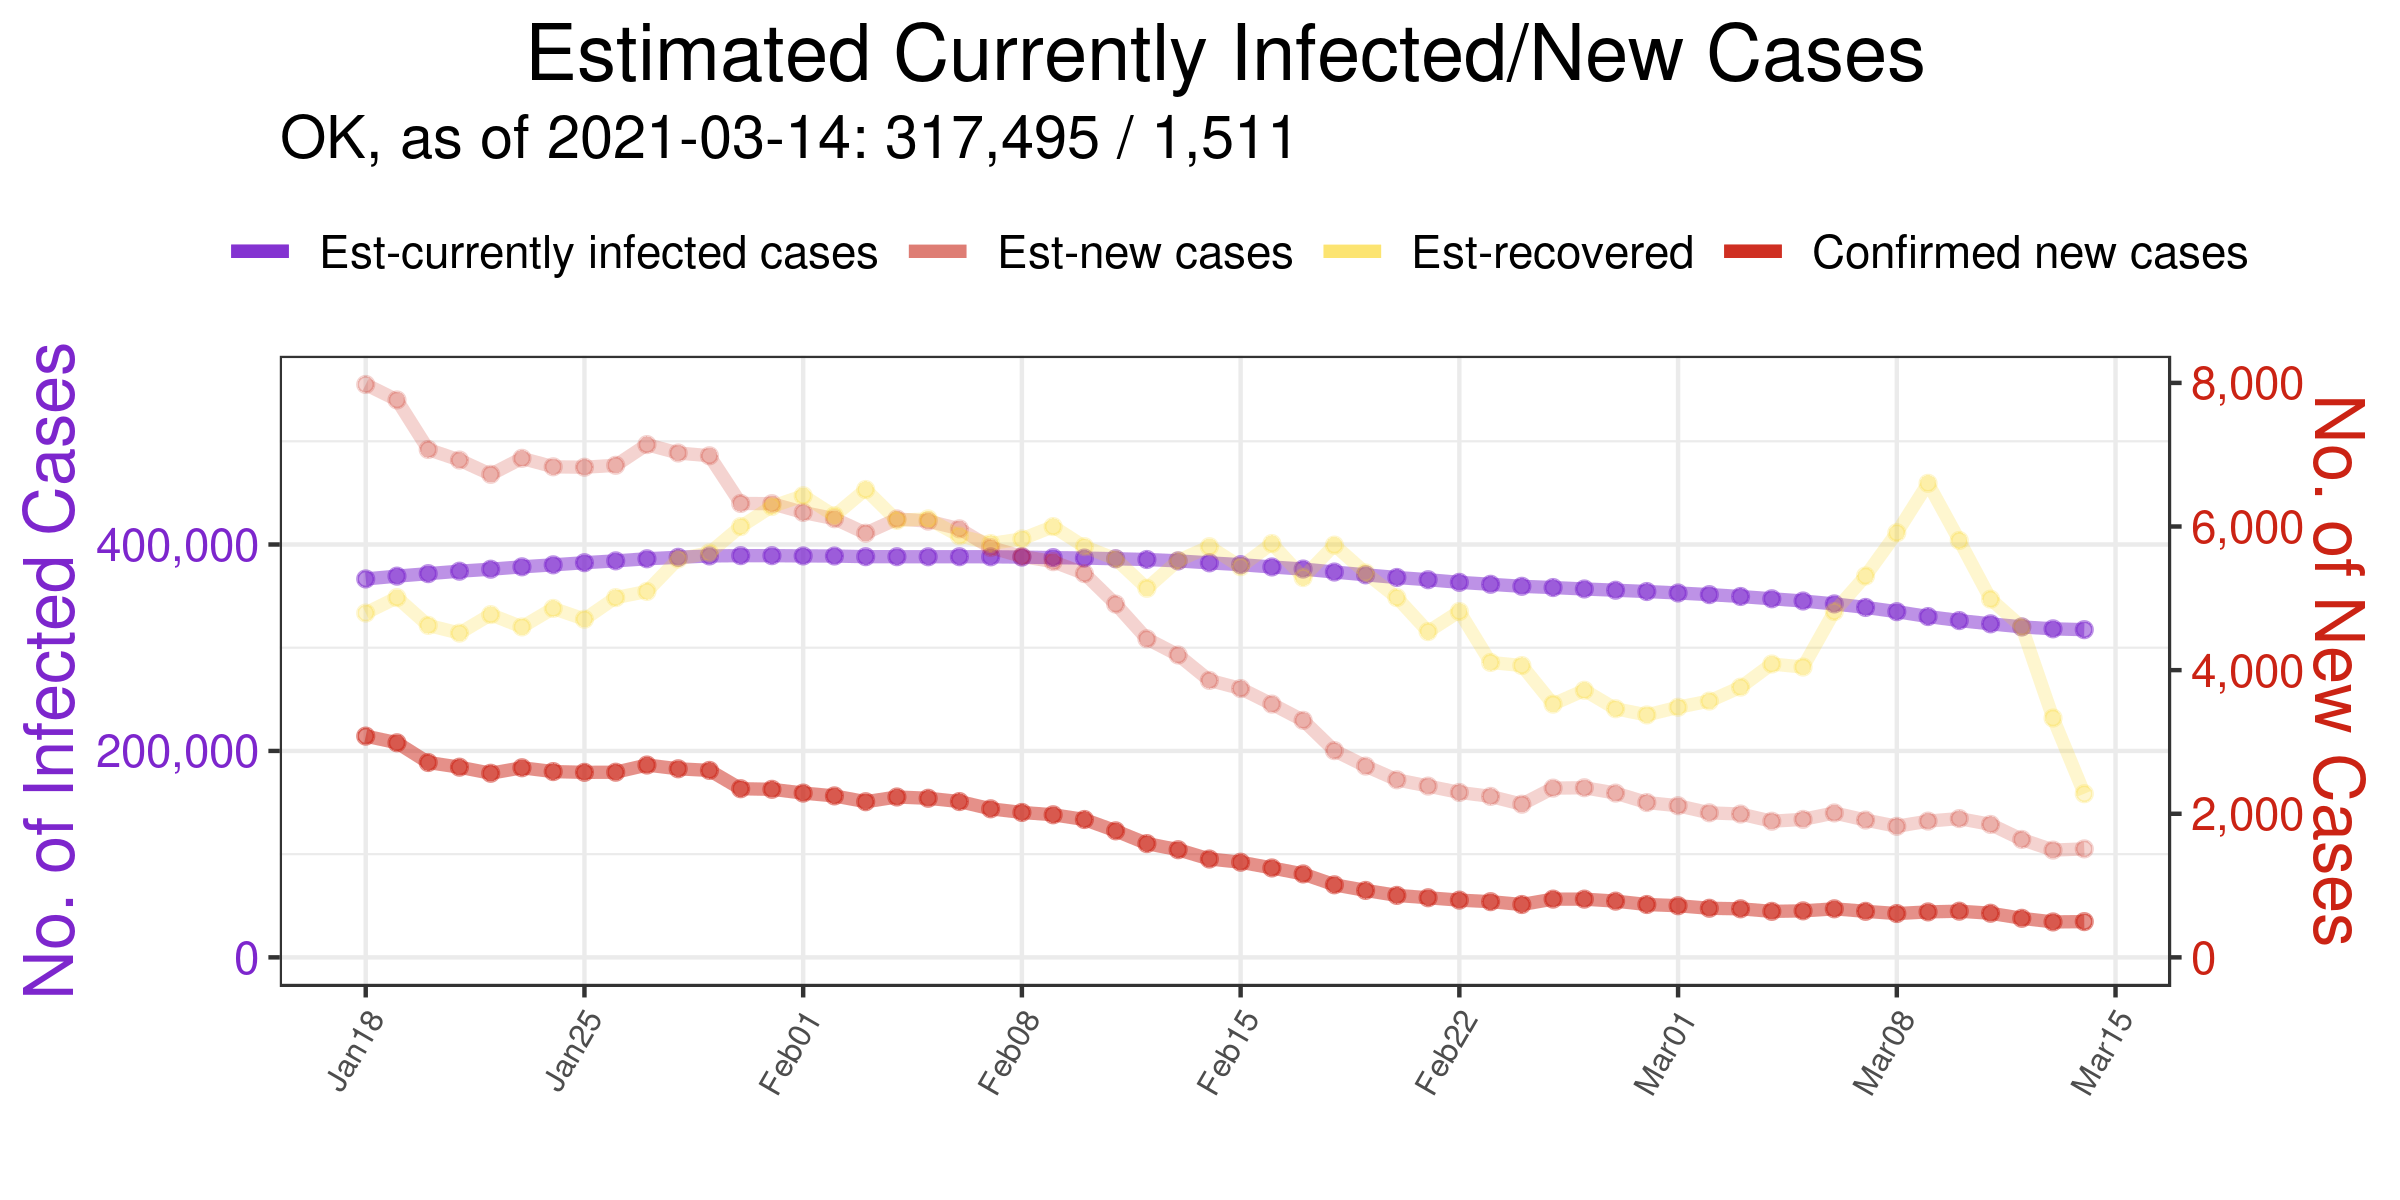 Estimated Currently Infected/New Cases
OK, as of 2021-03-14: 317,495 / 1,511
Est-currently infected cases Est-new cases Est-recovered Confirmed new cases
No. of Infected Cases
400,000
200,000
0
8,000
6,000
4,000
2,000
0
No. of New Cases
Jan18 Jan25 Feb01 Feb08 Feb15 Feb22 Mar01 Mar08 Mar15